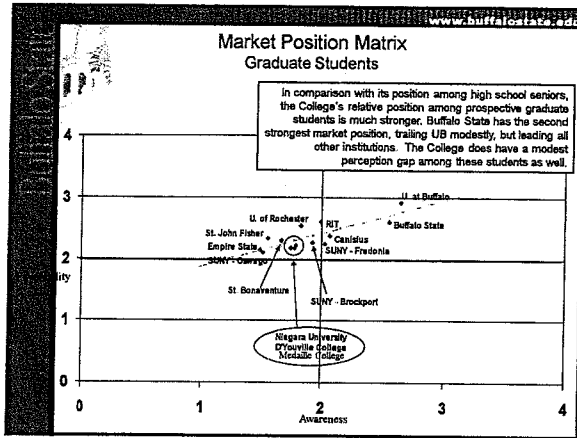 www.buffalostate.edu
Buffalo State
Market Position Matrix
Graduate Students
In comparison with its position among high school seniors,
the College's relative position among prospective graduate
students is much stronger. Buffalo State has the second
strongest market position, trailing UB modestly, but leading all
other institutions. The College does have a modest
perception gap among these students as well.
4
3
2
1
0
lity
U. at Buffalo
U. of Rochester
RIT
Buffalo State
St. John Fisher
Canisius
Empire State
SUNY - Fredonia
SUNY - Oswego
St. Bonaventure
SUNY - Brockport
Niagara University
D'Youville College
Medaille College
0
1
2
3
4
Awareness